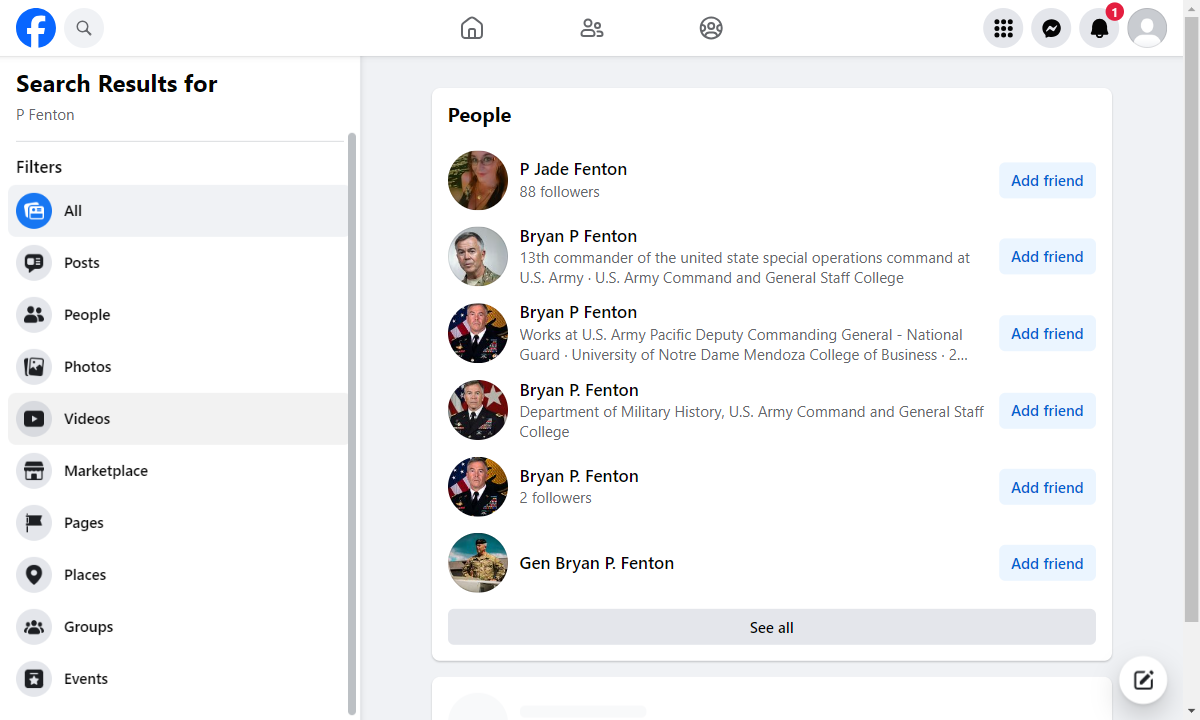 1
Search Results for
P Fenton
Filters
All
Posts
People
Photos
Videos
Marketplace
Pages
Places
Groups
Events
People
P Jade Fenton
88 followers
Add friend
Bryan P Fenton
13th commander of the united state special operations command at
U.S. Army · U.S. Army Command and General Staff College
Add friend
Bryan P Fenton
Works at U.S. Army Pacific Deputy Commanding General - National
Guard · University of Notre Dame Mendoza College of Business · 2...
Add friend
Bryan P. Fenton
Department of Military History, U.S. Army Command and General Staff
College
Add friend
Bryan P. Fenton
2 followers
Add friend
Gen Bryan P. Fenton
Add friend
See all